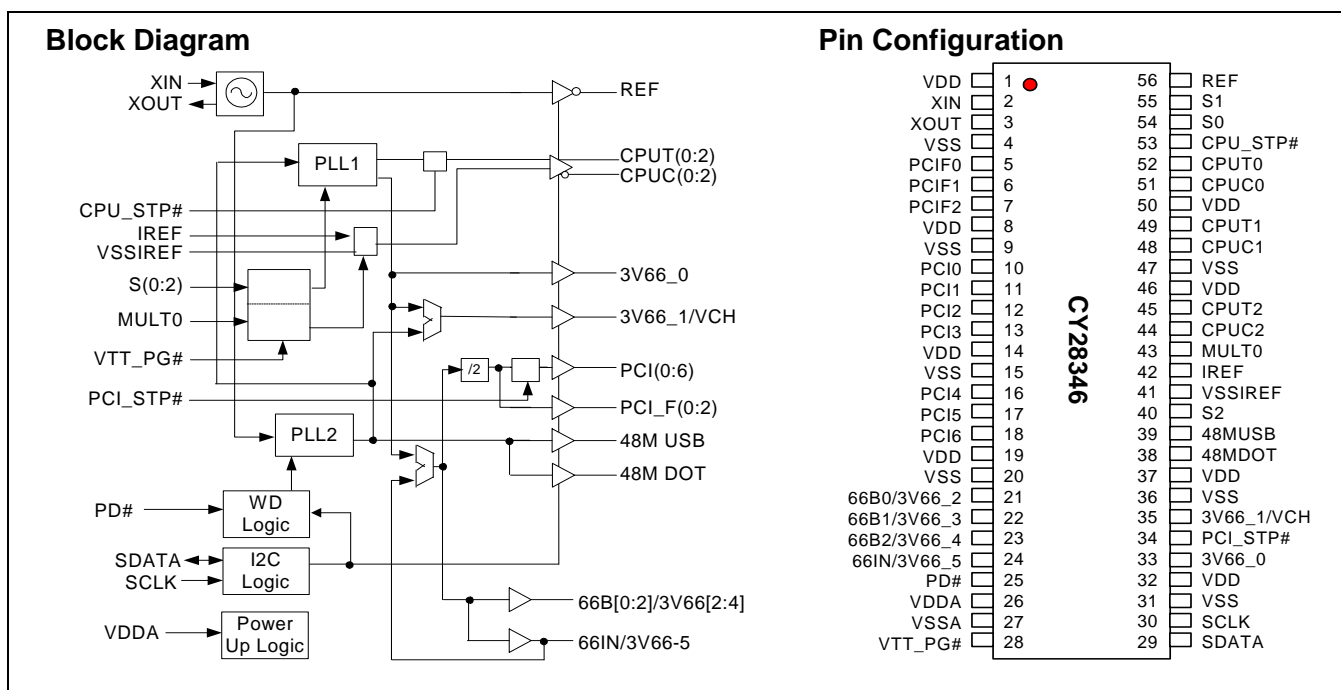 Block Diagram
XIN
XOUT
REF
PLL1
CPUT(0:2)
CPUC(0:2)
CPU_STP#
IREF
VSSIREF
S(0:2)
3V66_0
MULT0
3V66_1/VCH
VTT_PG#
/2
PCI(0:6)
PCI_STP#
PCI_F(0:2)
PLL2
48M USB
48M DOT
PD#
WD
Logic
SDATA
SCLK
I2C
Logic
66B[0:2]/3V66[2:4]
VDDA
Power
Up Logic
66IN/3V66-5
Pin Configuration
VDD 1 56 REF
XIN 2 55 S1
XOUT 3 54 S0
VSS 4 53 CPU_STP#
PCIF0 5 52 CPUT0
PCIF1 6 51 CPUC0
PCIF2 7 50 VDD
VDD 8 49 CPUT1
VSS 9 48 CPUC1
PCI0 10 47 VSS
PCI1 11 46 VDD
PCI2 12 45 CPUT2
PCI3 13 44 CPUC2
VDD 14 43 MULT0
VSS 15 42 IREF
PCI4 16 41 VSSIREF
PCI5 17 40 S2
PCI6 18 39 48MUSB
VDD 19 38 48MDOT
VSS 20 37 VDD
66B0/3V66_2 21 36 VSS
66B1/3V66_3 22 35 3V66_1/VCH
66B2/3V66_4 23 34 PCI_STP#
66IN/3V66_5 24 33 3V66_0
PD# 25 32 VDD
VDDA 26 31 VSS
VSSA 27 30 SCLK
VTT_PG# 28 29 SDATA
CY28346